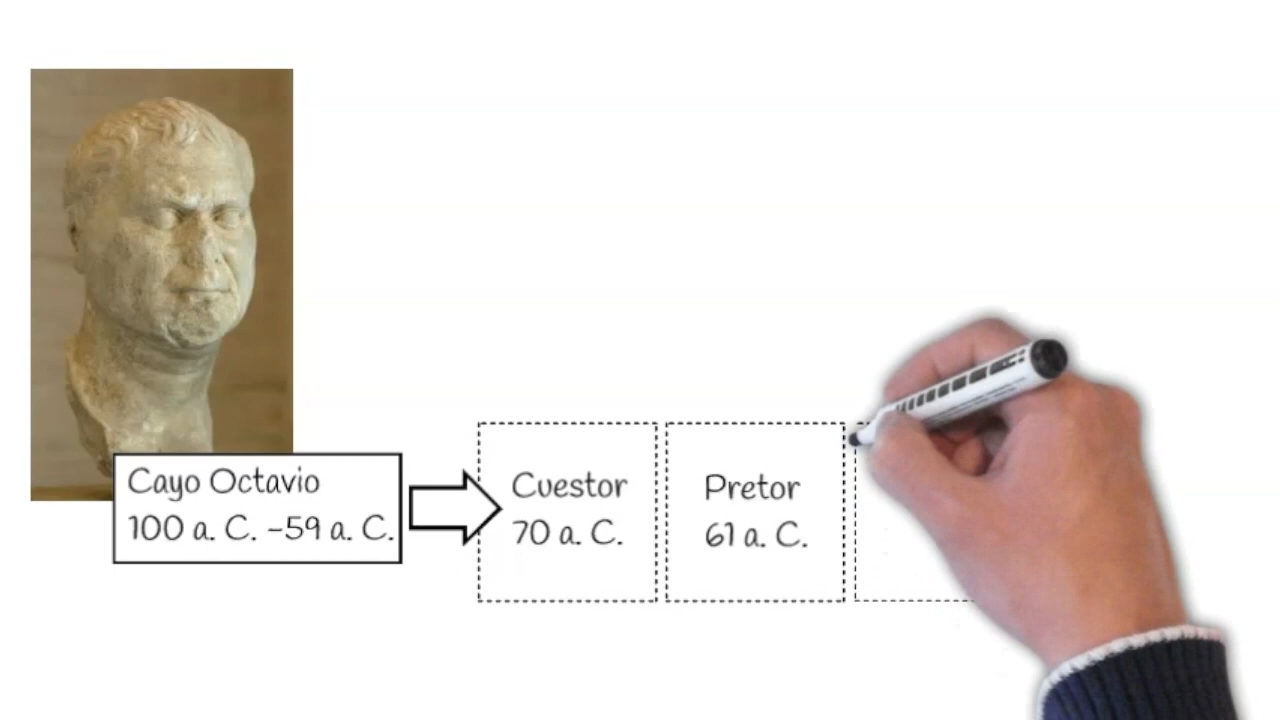 Cayo Octavio
100 a. C. -59 a. C.
Cuestor
70 a. C.
Pretor
61 a. C.